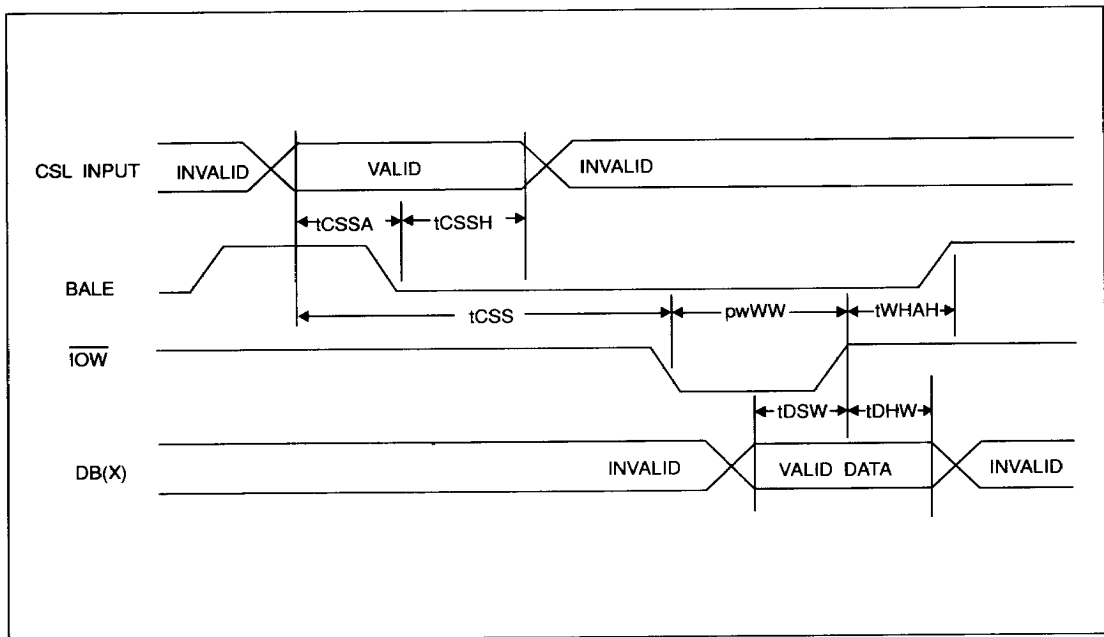 CSL INPUT INVALID VALID INVALID
tCSSA tCSSH
BALE
tCSS pwWW tWHAH
IOW
tDSW tDHW
DB(X) INVALID VALID DATA INVALID